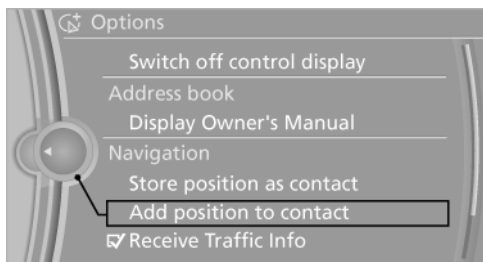 Options
Switch off control display
Address book
Display Owner's Manual
Navigation
Store position as contact
Add position to contact
Receive Traffic Info